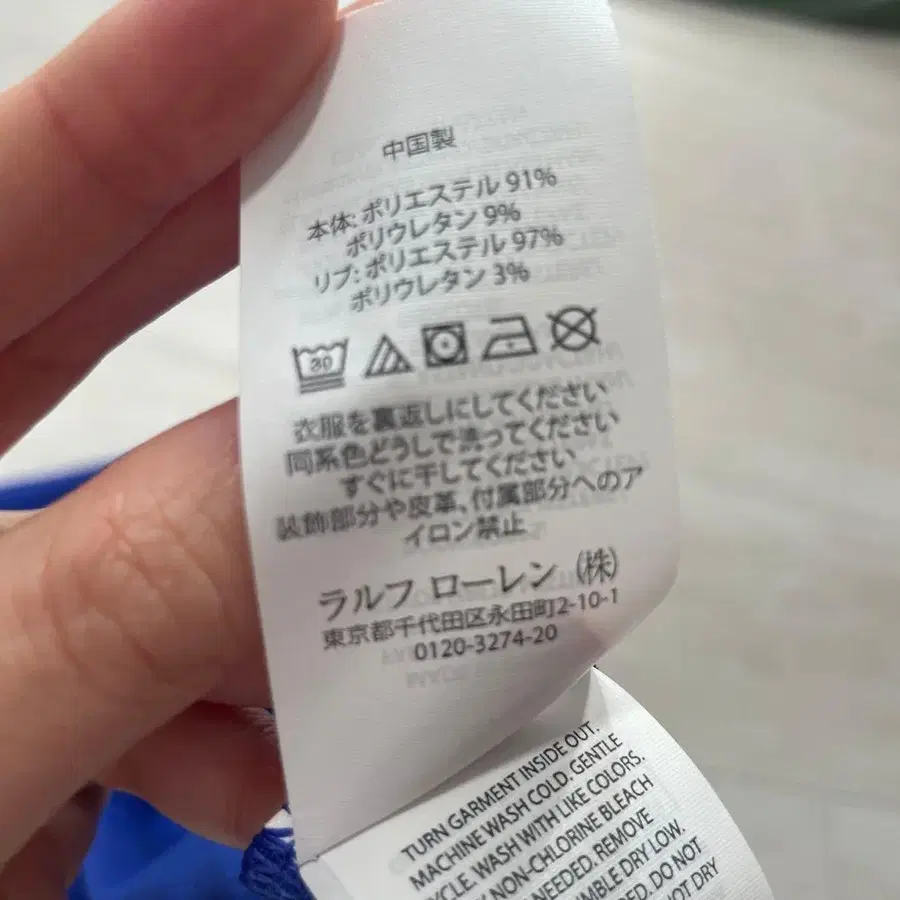 中国製
本体: ポリエステル 91%
ポリウレタン 9%
リブ: ポリエステル 97%
ポリウレタン 3%
30
衣服を裏返しにしてください
同系色どうしで洗ってください
すぐに干してください
装飾部分や皮革、付属部分へのア
イロン禁止
ラルフ ローレン (株)
東京都千代田区永田町2-10-1
0120-3274-20
TURN GARMENT INSIDE OUT.
MACHINE WASH COLD. GENTLE
YCLE. WASH WITH LIKE COLORS.
NON-CHLORINE BLEACH
NEEDED. REMOVE
MBLE DRY LOW.
ED. DO NOT
NOT DRY